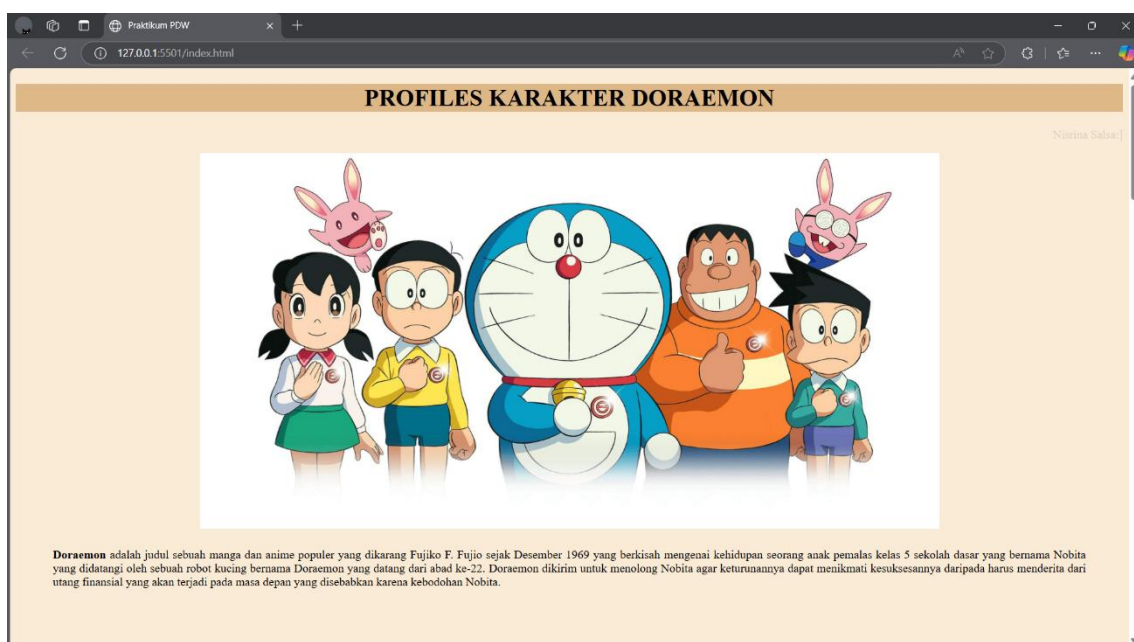 Praktikum PDW
127.0.0.1:5501/index.html
PROFILES KARAKTER DORAEMON
Nisrina Salsa:]
Doraemon adalah judul sebuah manga dan anime populer yang dikarang Fujiko F. Fujio sejak Desember 1969 yang berkisah mengenai kehidupan seorang anak pemalas kelas 5 sekolah dasar yang bernama Nobita
yang didatangi oleh sebuah robot kucing bernama Doraemon yang datang dari abad ke-22. Doraemon dikirim untuk menolong Nobita agar keturunannya dapat menikmati kesuksesannya daripada harus menderita dari
utang finansial yang akan terjadi pada masa depan yang disebabkan karena kebodohan Nobita.